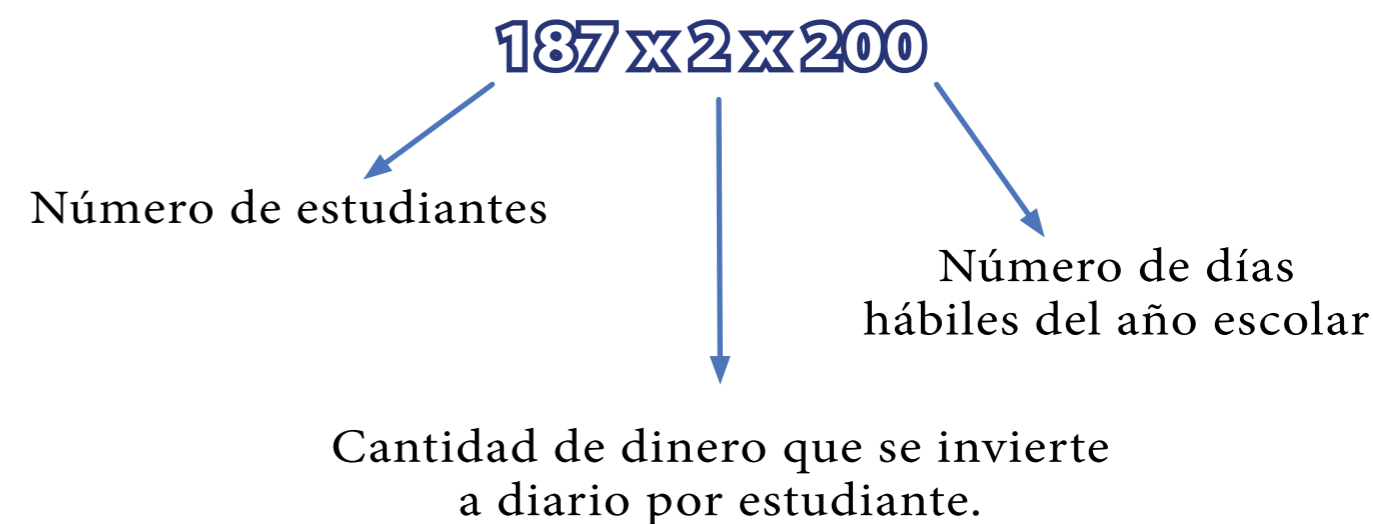 187 x 2 x 200
Número de estudiantes
Número de días
hábiles del año escolar
Cantidad de dinero que se invierte
a diario por estudiante.